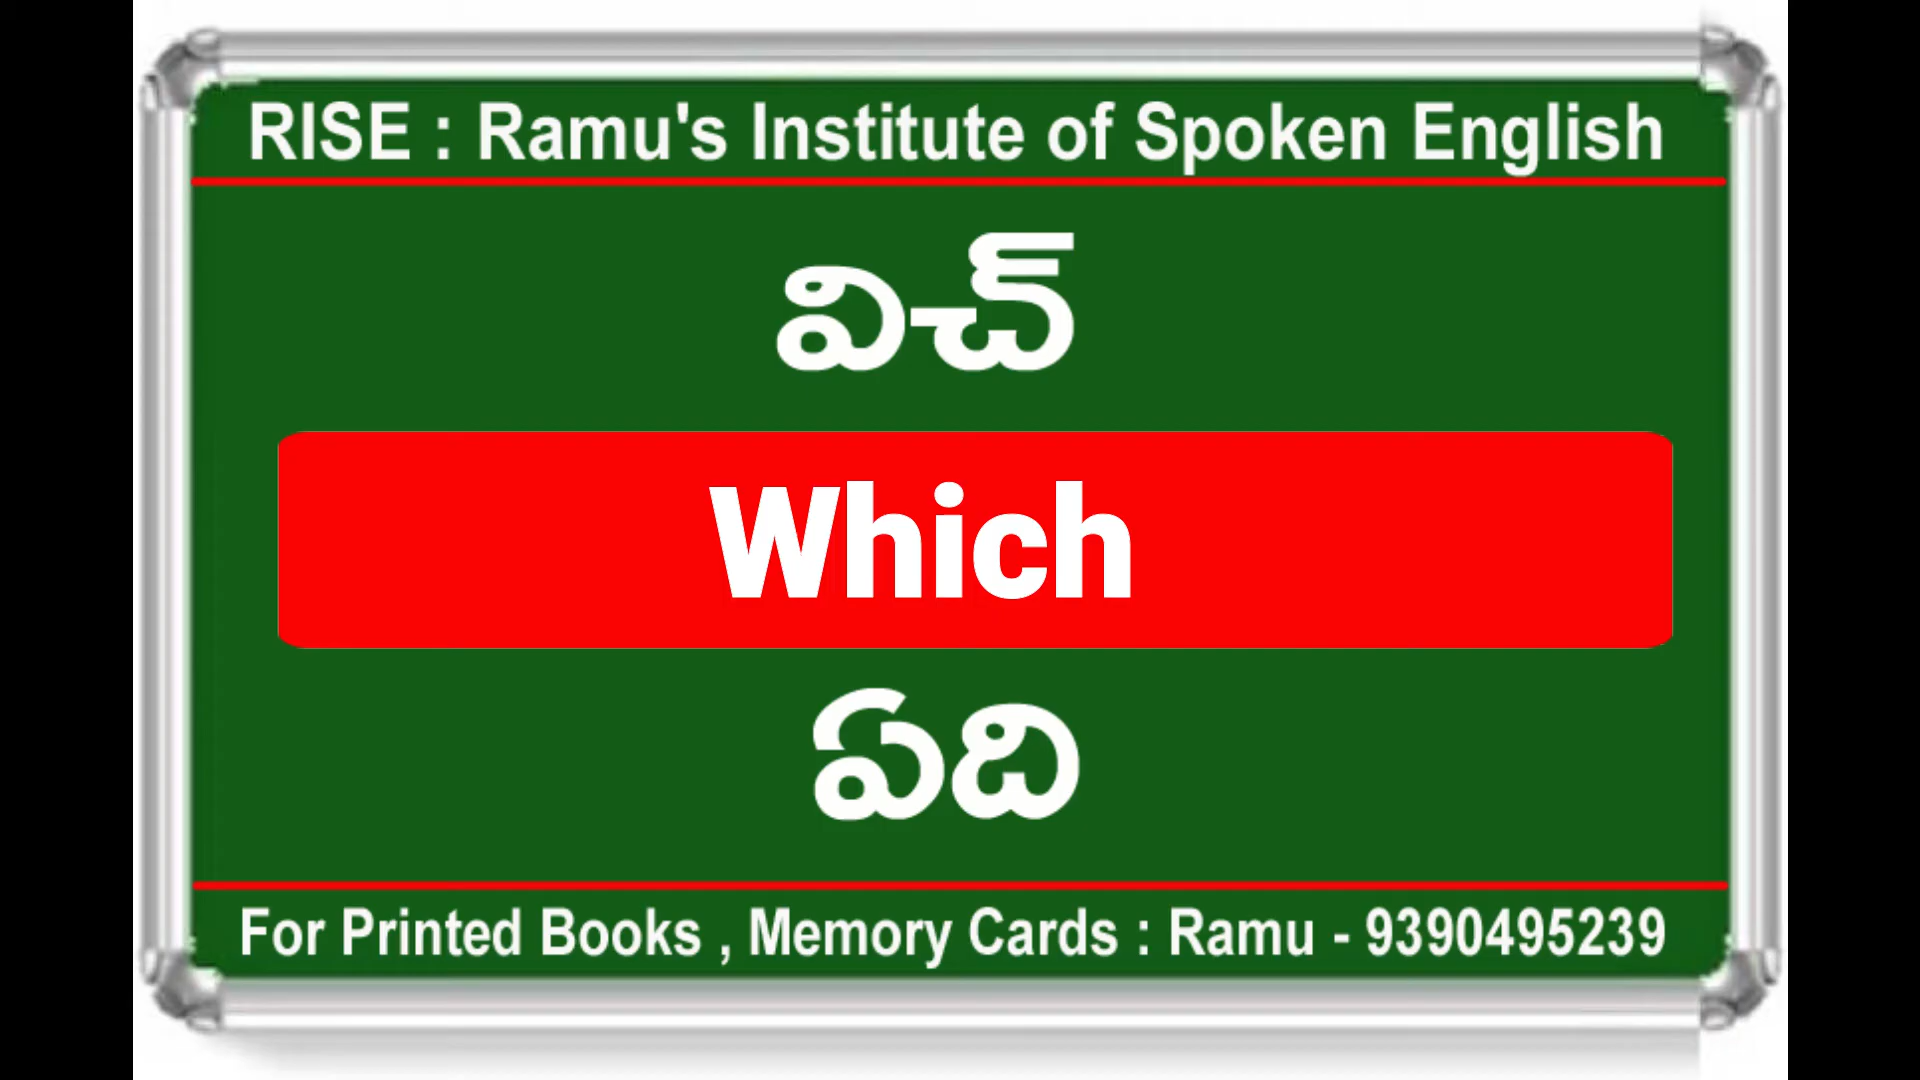 RISE : Ramu's Institute of Spoken English
విచ్
Which
ఏది
For Printed Books , Memory Cards : Ramu - 9390495239